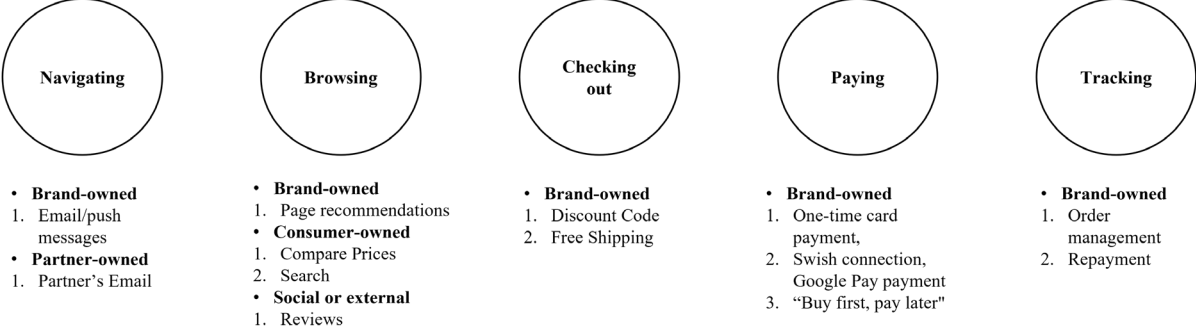 Navigating
• Brand-owned
1. Email/push
messages
• Partner-owned
1. Partner’s Email
Browsing
• Brand-owned
1. Page recommendations
• Consumer-owned
1. Compare Prices
2. Search
• Social or external
1. Reviews
Checking
out
• Brand-owned
1. Discount Code
2. Free Shipping
Paying
• Brand-owned
1. One-time card
payment,
2. Swish connection,
Google Pay payment
3. “Buy first, pay later"
Tracking
• Brand-owned
1. Order
management
2. Repayment